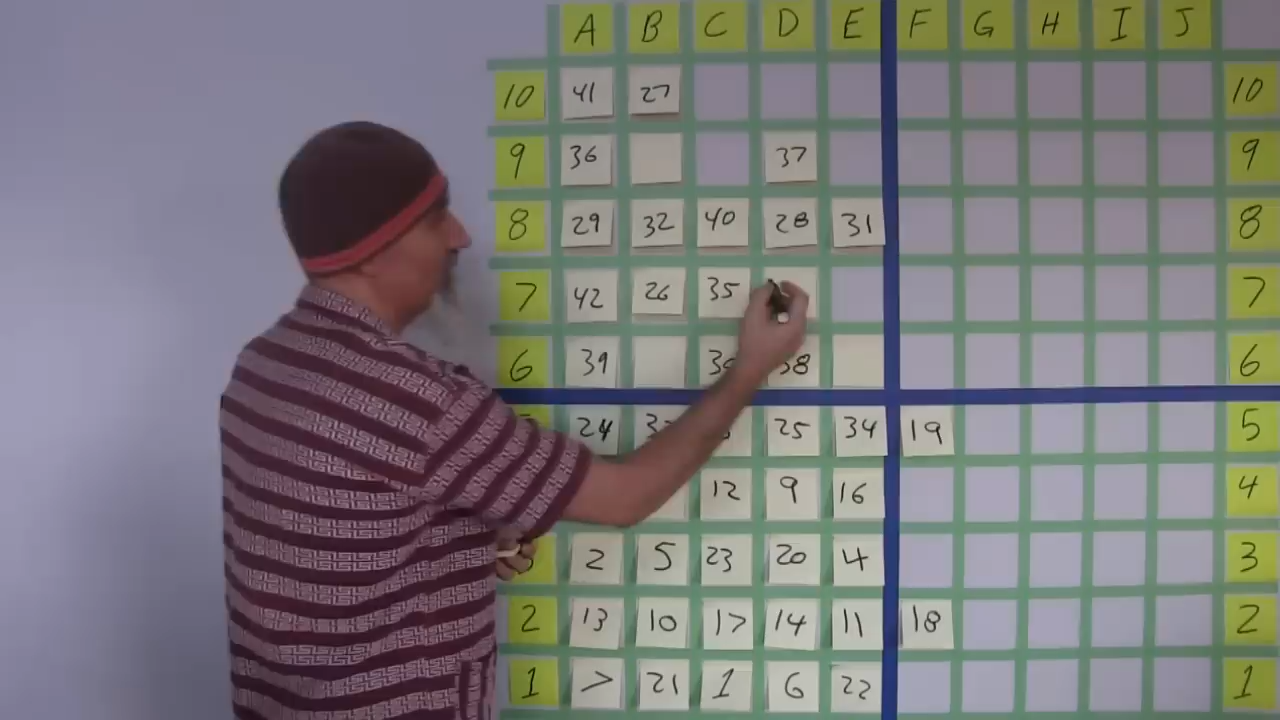 A B C D E F G H I J
10 41 27 10
9 36 37 9
8 29 32 40 28 31 8
7 42 26 35 7
6 39 38 6
24 25 34 19 5
12 9 16 4
2 5 23 20 4 3
2 13 10 17 14 11 18 2
1 7 21 1 6 22 1